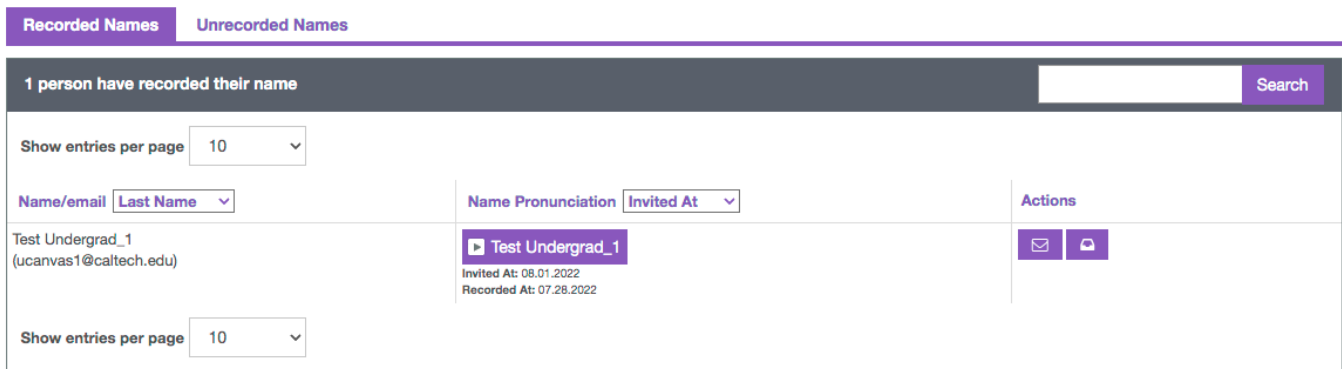 Recorded Names Unrecorded Names
1 person have recorded their name Search
Show entries per page 10
Name/email Last Name Name Pronunciation Invited At Actions
Test Undergrad_1 Test Undergrad_1
(ucanvas1@caltech.edu)
Invited At: 08.01.2022
Recorded At: 07.28.2022
Show entries per page 10